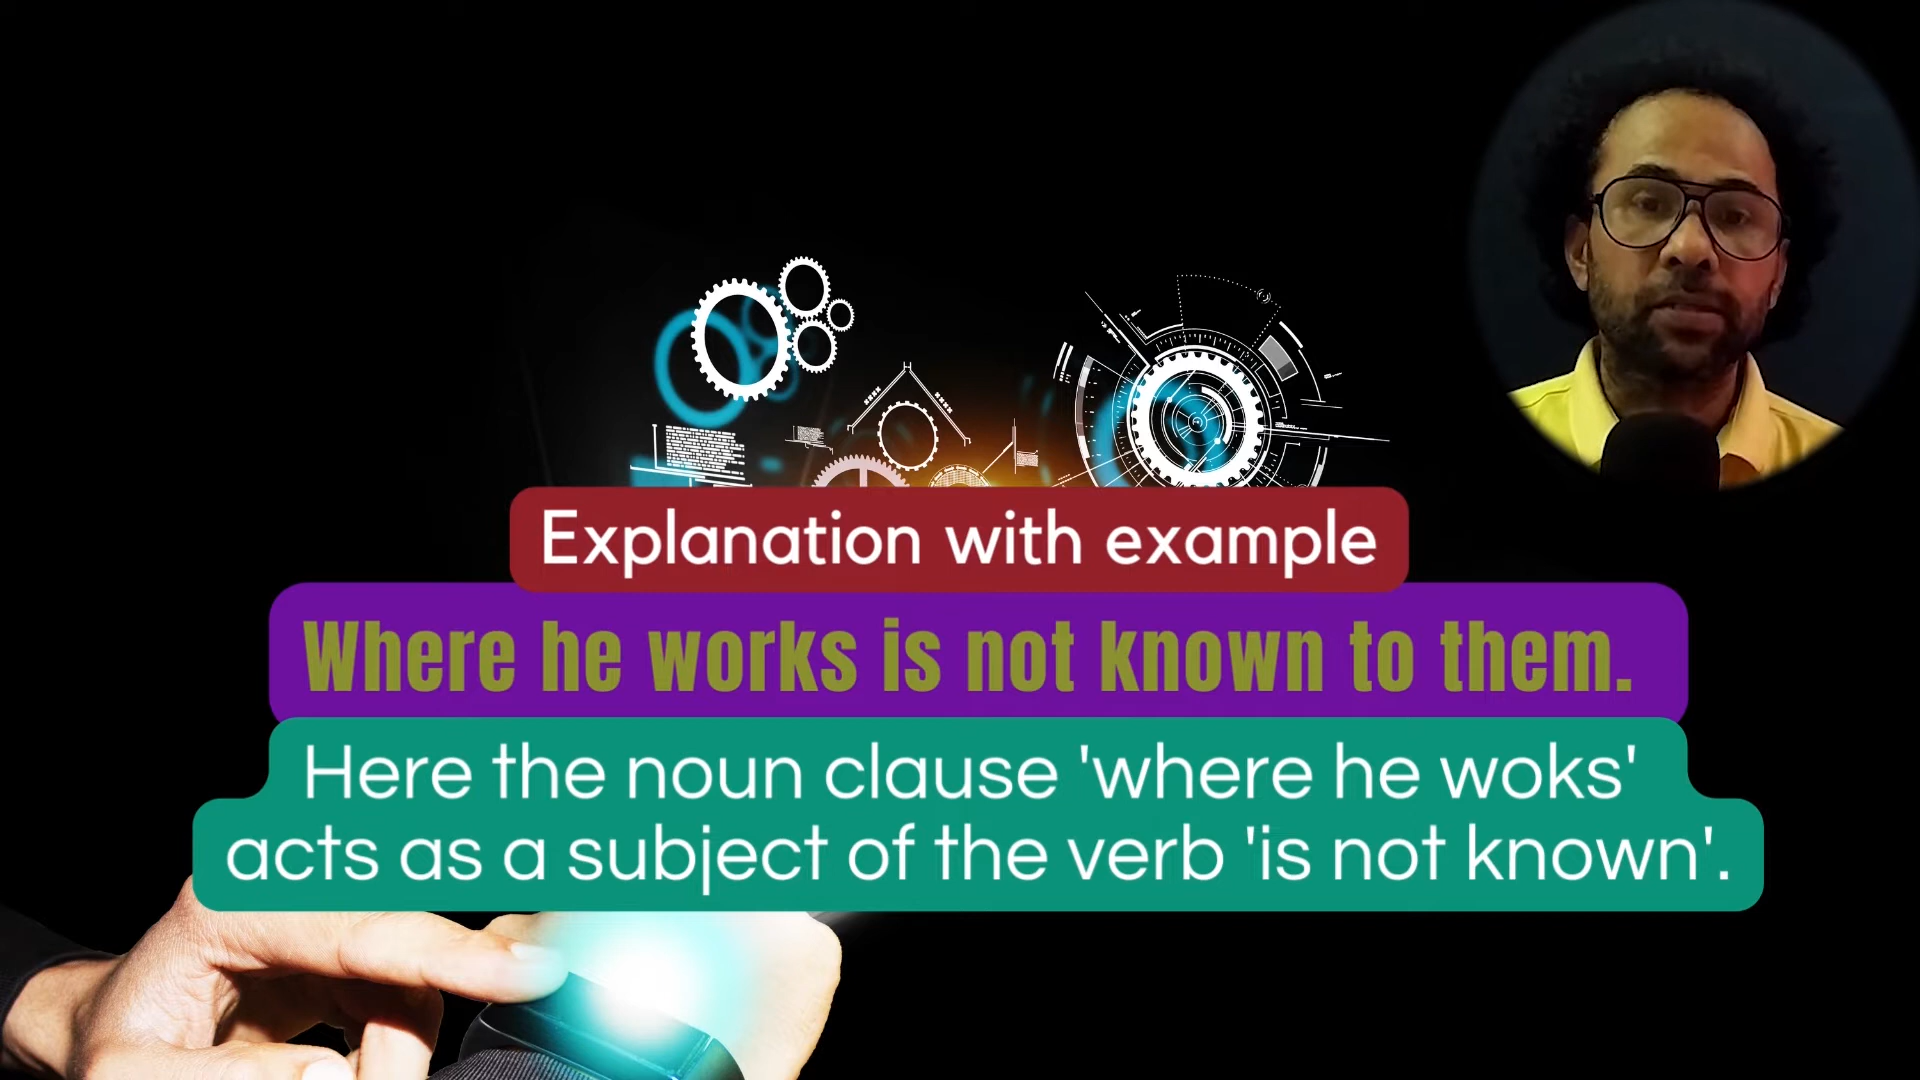 Explanation with example
Where he works is not known to them.
Here the noun clause 'where he woks'
acts as a subject of the verb 'is not known'.